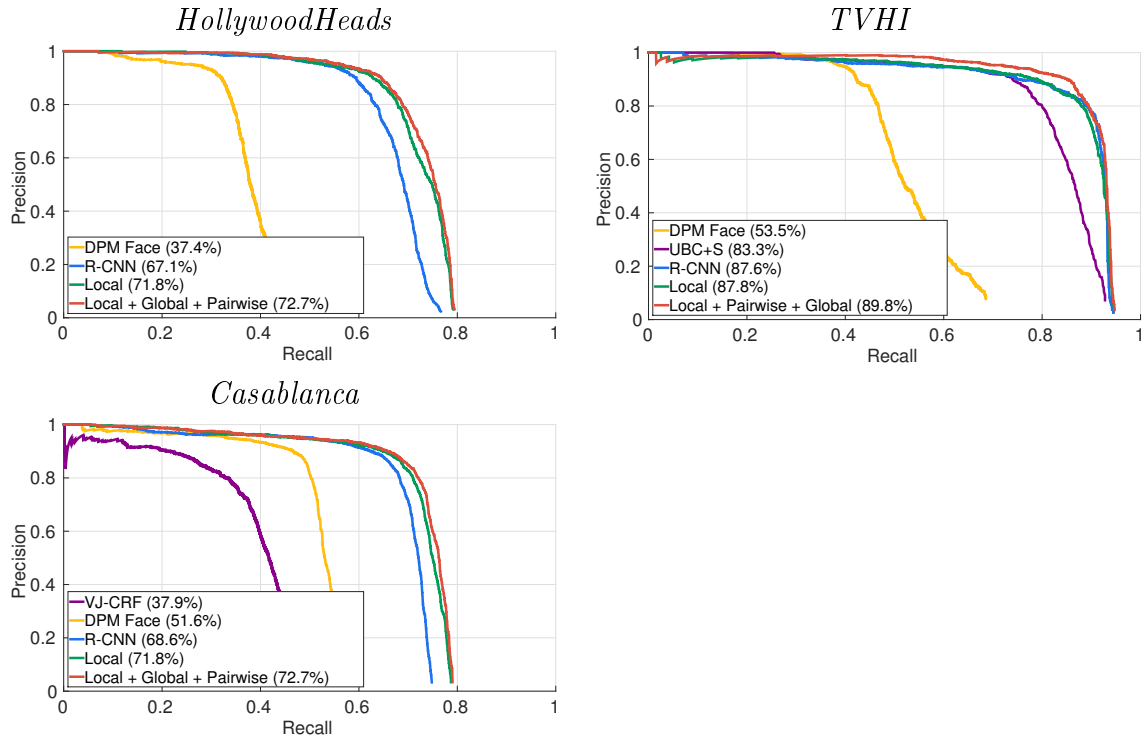 HollywoodHeads
1
0.8
0.6
0.4
0.2
0
Precision
DPM Face (37.4%)
R-CNN (67.1%)
Local (71.8%)
Local + Global + Pairwise (72.7%)
0 0.2 0.4 0.6 0.8 1
Recall
TVHI
1
0.8
0.6
0.4
0.2
0
Precision
DPM Face (53.5%)
UBC+S (83.3%)
R-CNN (87.6%)
Local (87.8%)
Local + Pairwise + Global (89.8%)
0 0.2 0.4 0.6 0.8 1
Recall
Casablanca
1
0.8
0.6
0.4
0.2
0
Precision
VJ-CRF (37.9%)
DPM Face (51.6%)
R-CNN (68.6%)
Local (71.8%)
Local + Global + Pairwise (72.7%)
0 0.2 0.4 0.6 0.8 1
Recall